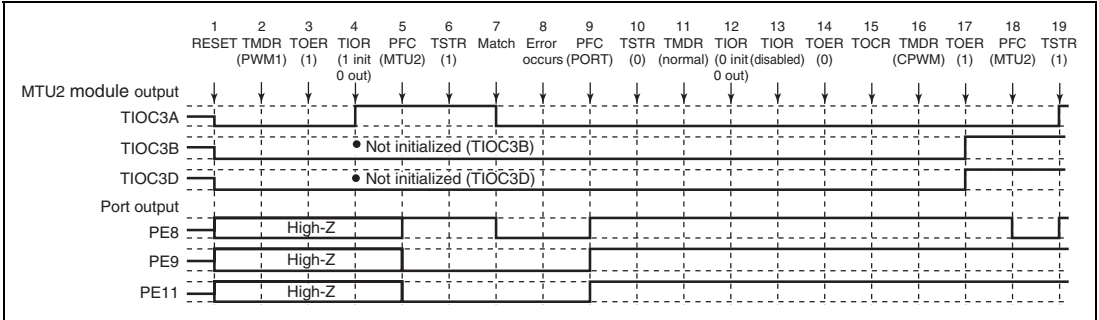 1 2 3 4 5 6 7 8 9 10 11 12 13 14 15 16 17 18 19
RESET TMDR TOER TIOR PFC TSTR Match Error PFC TSTR TMDR TIOR TIOR TOER TOCR TMDR TOER PFC TSTR
(PWM1) (1) (1 init (MTU2) (1) occurs (PORT) (0) (normal) (0 init (disabled) (0) (CPWM) (1) (MTU2) (1)
0 out) 0 out)
MTU2 module output
TIOC3A
TIOC3B • Not initialized (TIOC3B)
TIOC3D • Not initialized (TIOC3D)
Port output
PE8 High-Z
PE9 High-Z
PE11 High-Z